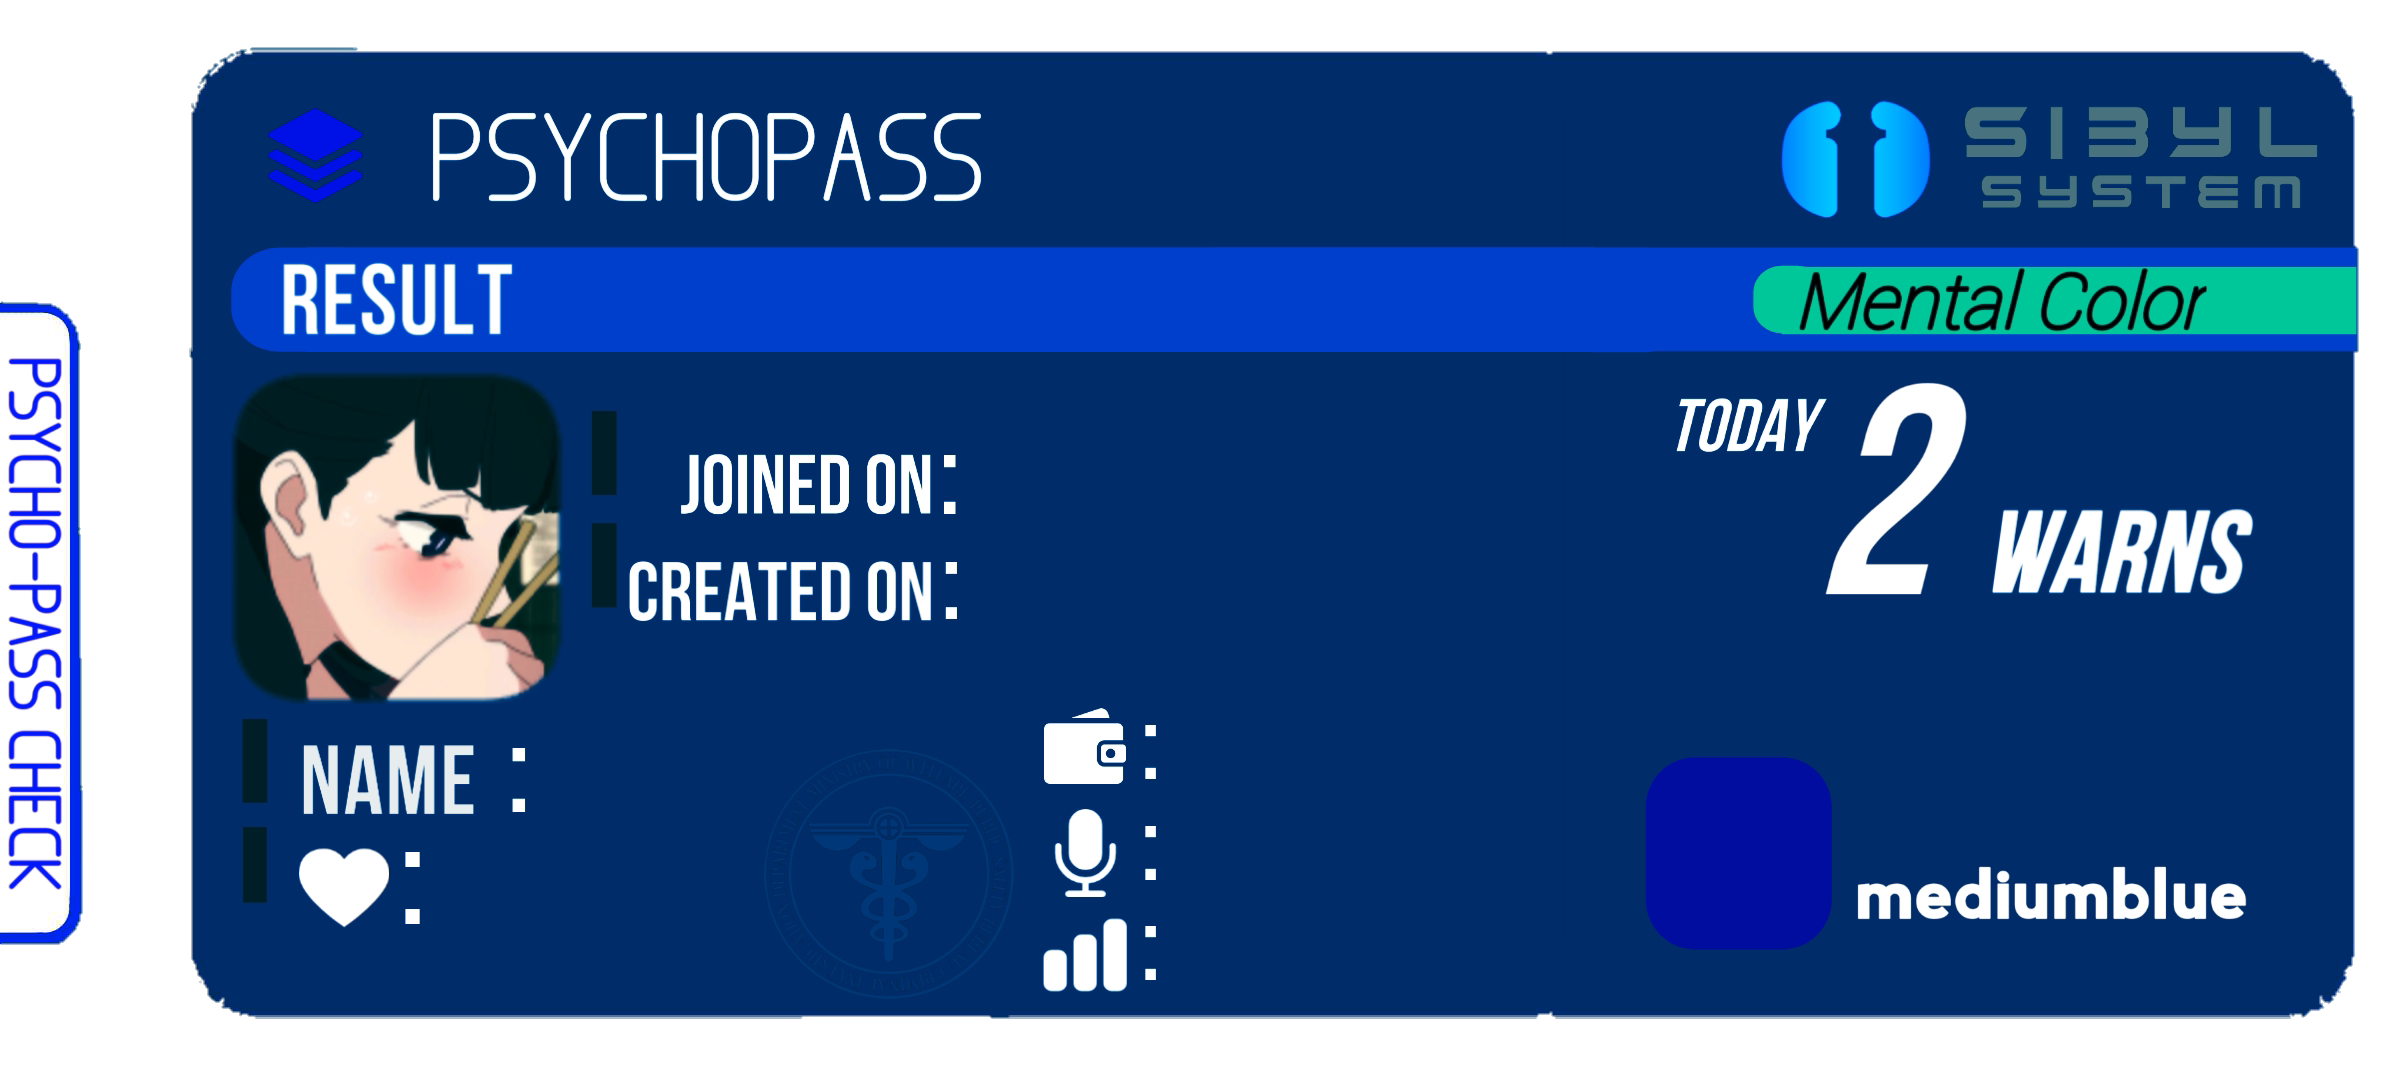 PSYCHOPASS
SIBYL
SYSTEM
RESULT
Mental Color
TODAY 2 WARNS
JOINED ON:
CREATED ON:
NAME :
:
:
:
:
mediumblue
PSYCHO-PASS CHECK